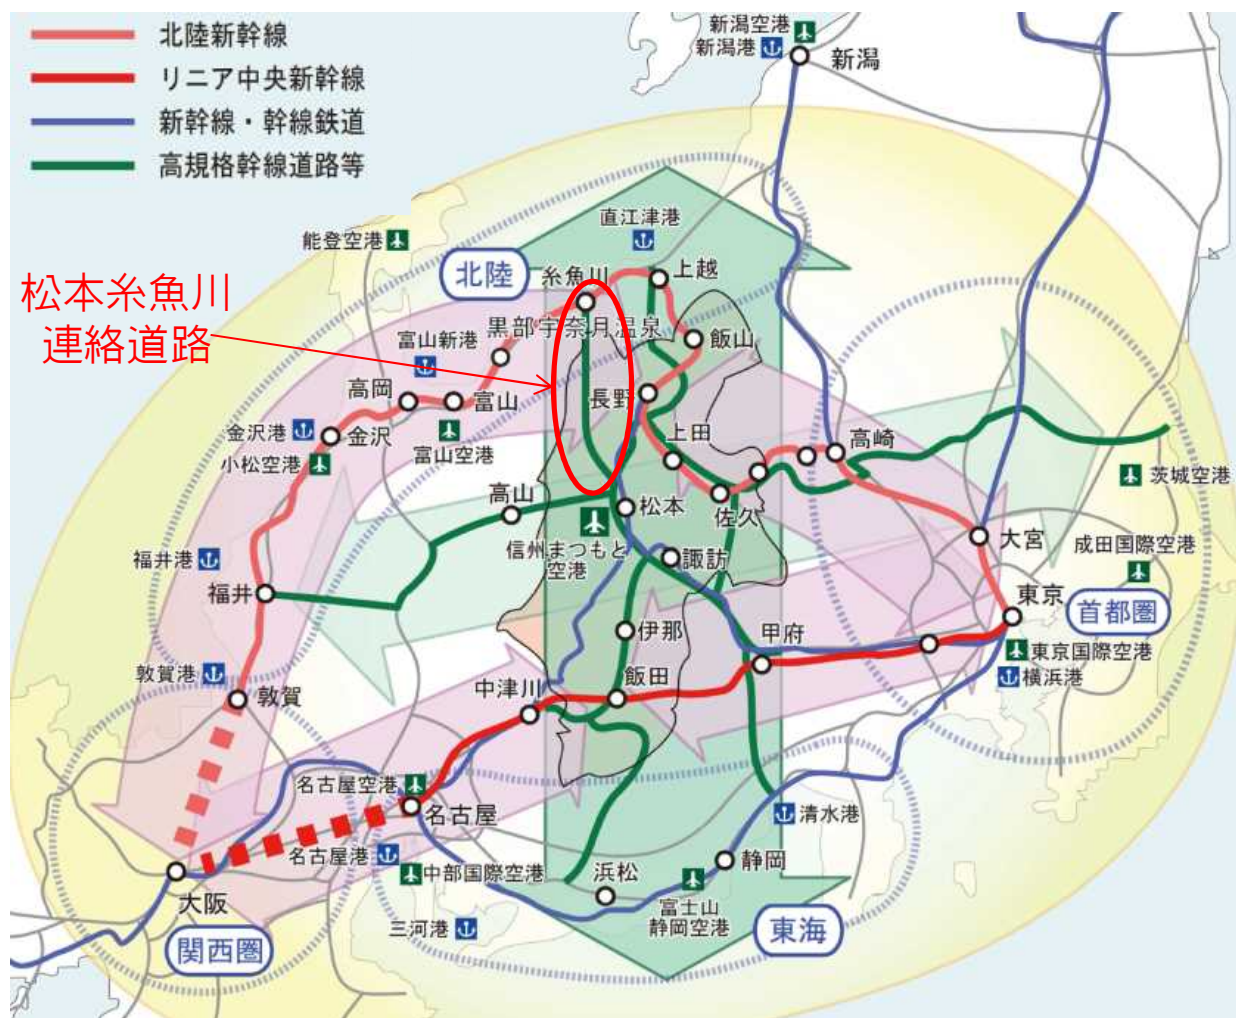 北陸新幹線
リニア中央新幹線
新幹線・幹線鉄道
高規格幹線道路等
新潟空港
新潟港
新潟
能登空港
直江津港
北陸
糸魚川
上越
松本糸魚川
連絡道路
富山新港
黒部宇奈月温泉
飯山
高岡
富山
長野
金沢港
金沢
小松空港
富山空港
上田
高崎
茨城空港
高山
松本
佐久
信州まつもと
空港
諏訪
大宮
成田国際空港
福井港
福井
伊那
甲府
東京
首都圏
東京国際空港
横浜港
敦賀港
敦賀
中津川
飯田
名古屋空港
名古屋
名古屋港
中部国際空港
清水港
静岡
浜松
富士山
静岡空港
大阪
関西圏
三河港
東海